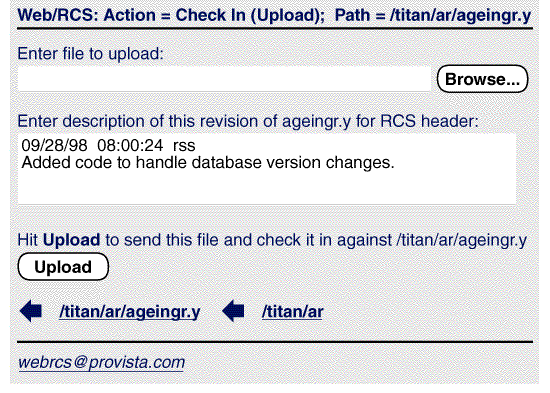 Web/RCS: Action = Check In (Upload); Path = /titan/ar/ageingr.y
Enter file to upload:
Browse...
Enter description of this revision of ageingr.y for RCS header:
09/28/98 08:00:24 rss
Added code to handle database version changes.
Hit Upload to send this file and check it in against /titan/ar/ageingr.y
Upload
/titan/ar/ageingr.y /titan/ar
webrcs@provista.com